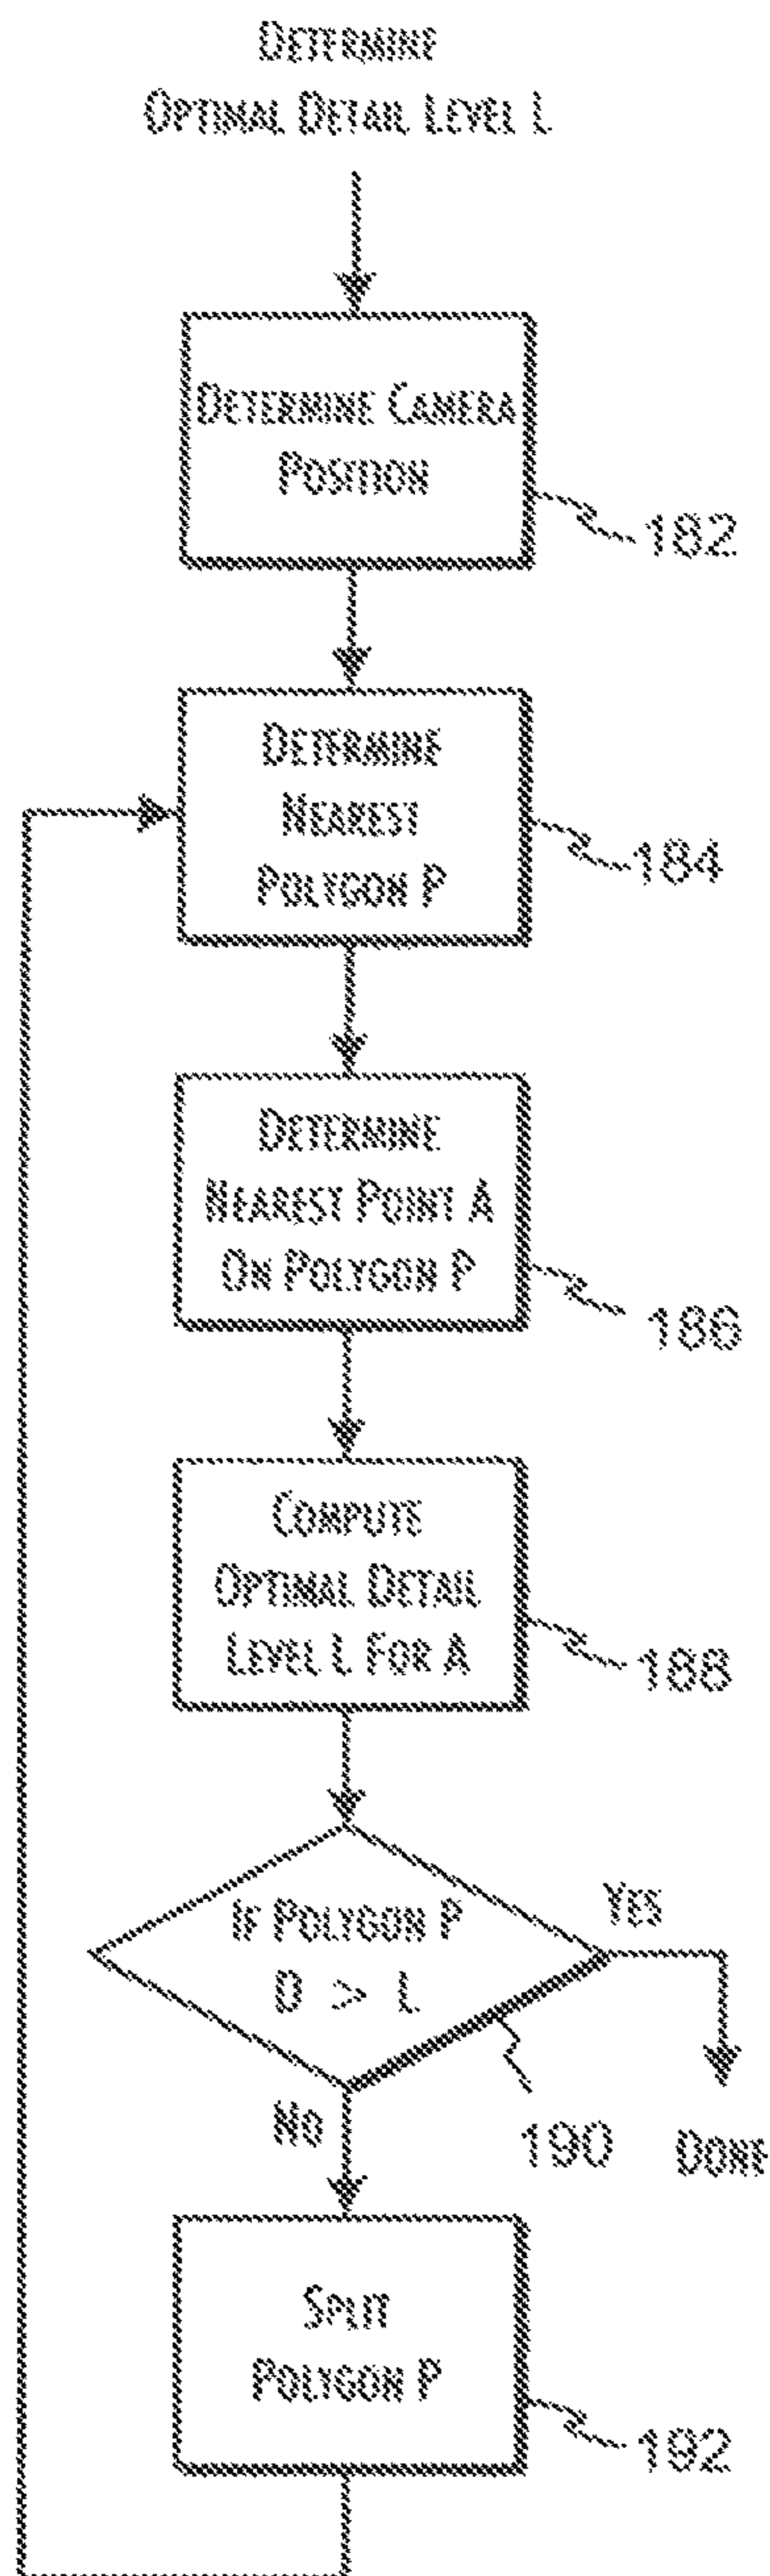 DETERMINE
OPTIMAL DETAIL LEVEL L
DETERMINE CAMERA
POSITION
182
DETERMINE
NEAREST
POLYGON P
184
DETERMINE
NEAREST POINT A
ON POLYGON P
186
COMPUTE
OPTIMAL DETAIL
LEVEL L FOR A
188
IF POLYGON P
D > L
YES
190
DONE
NO
SPLIT
POLYGON P
192